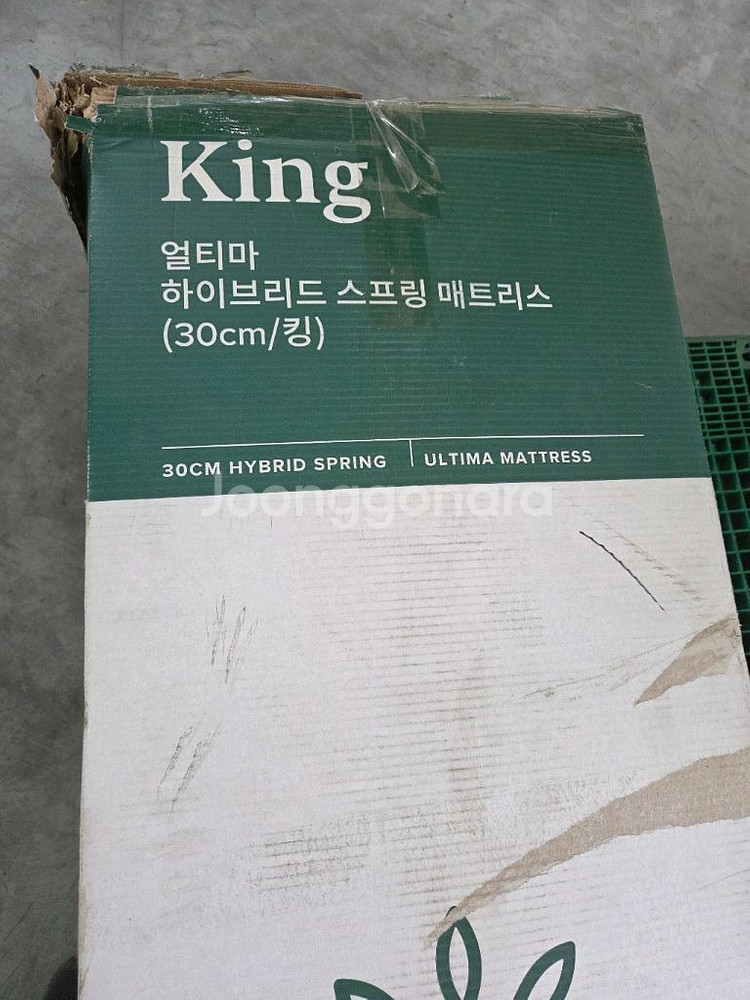 King
얼티마
하이브리드 스프링 매트리스
(30cm/킹)
30CM HYBRID SPRING | ULTIMA MATTRESS
Joonggonara